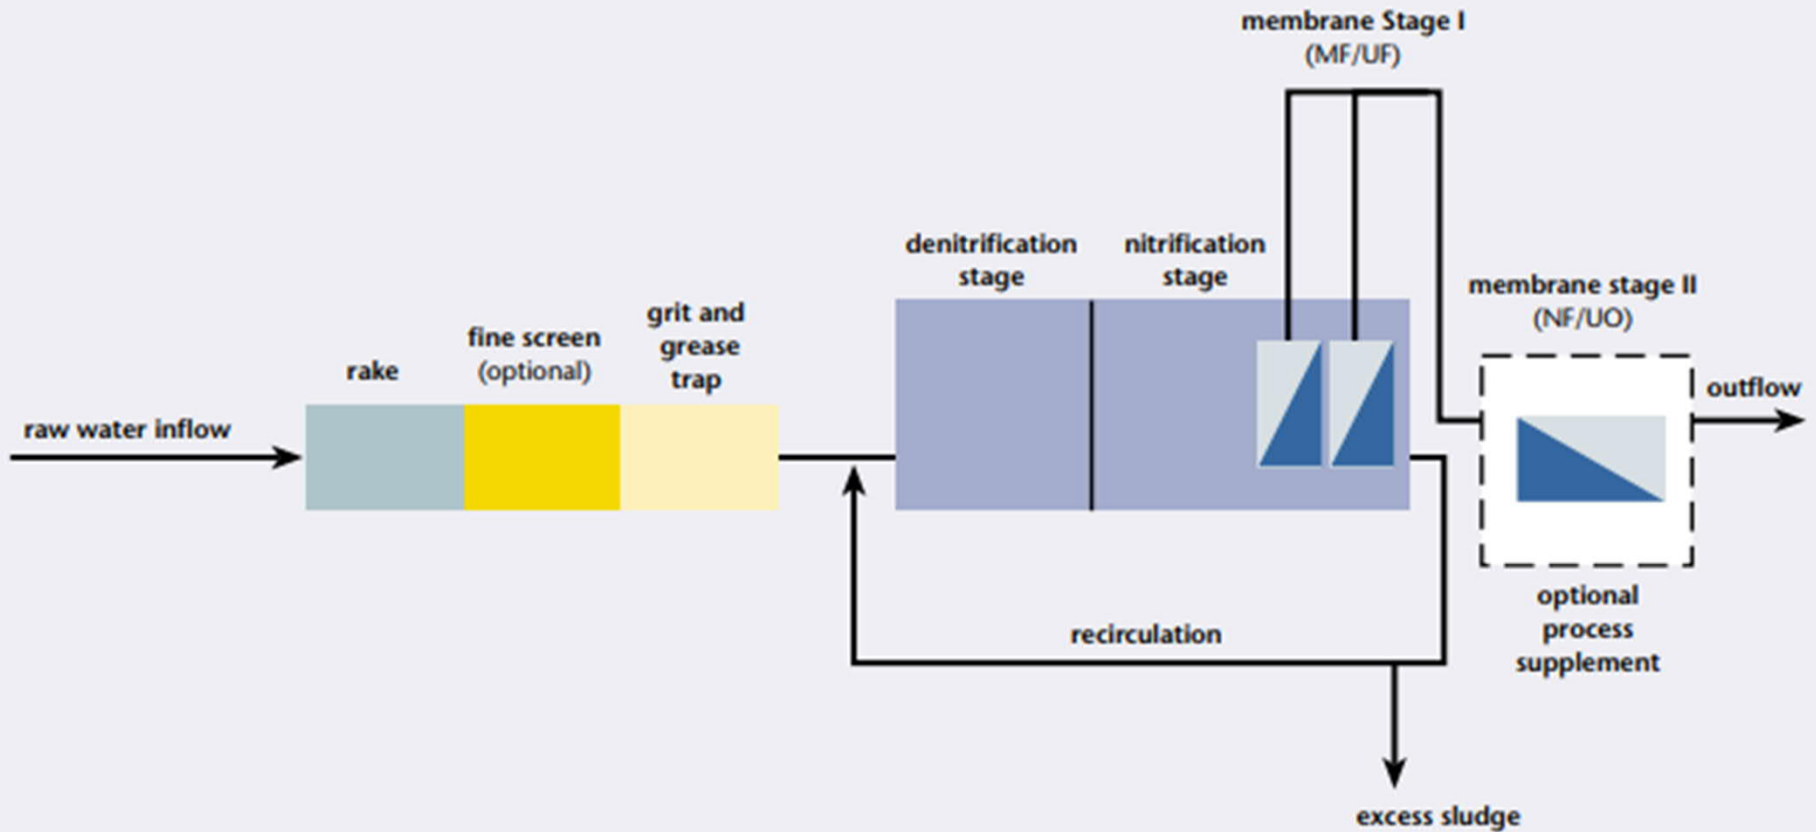 membrane Stage I
(MF/UF)
denitrification
stage
nitrification
stage
membrane stage II
(NF/UO)
grit and
grease
trap
fine screen
(optional)
rake
raw water inflow
outflow
optional
process
supplement
recirculation
excess sludge